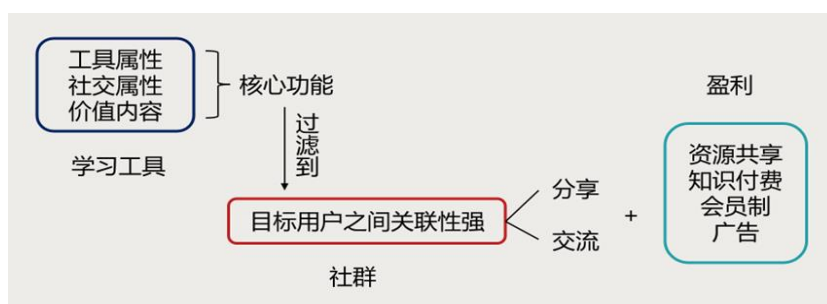 工具属性
社交属性
价值内容
核心功能
学习工具
过滤到
目标用户之间关联性强
社群
分享
交流
+
盈利
资源共享
知识付费
会员制
广告